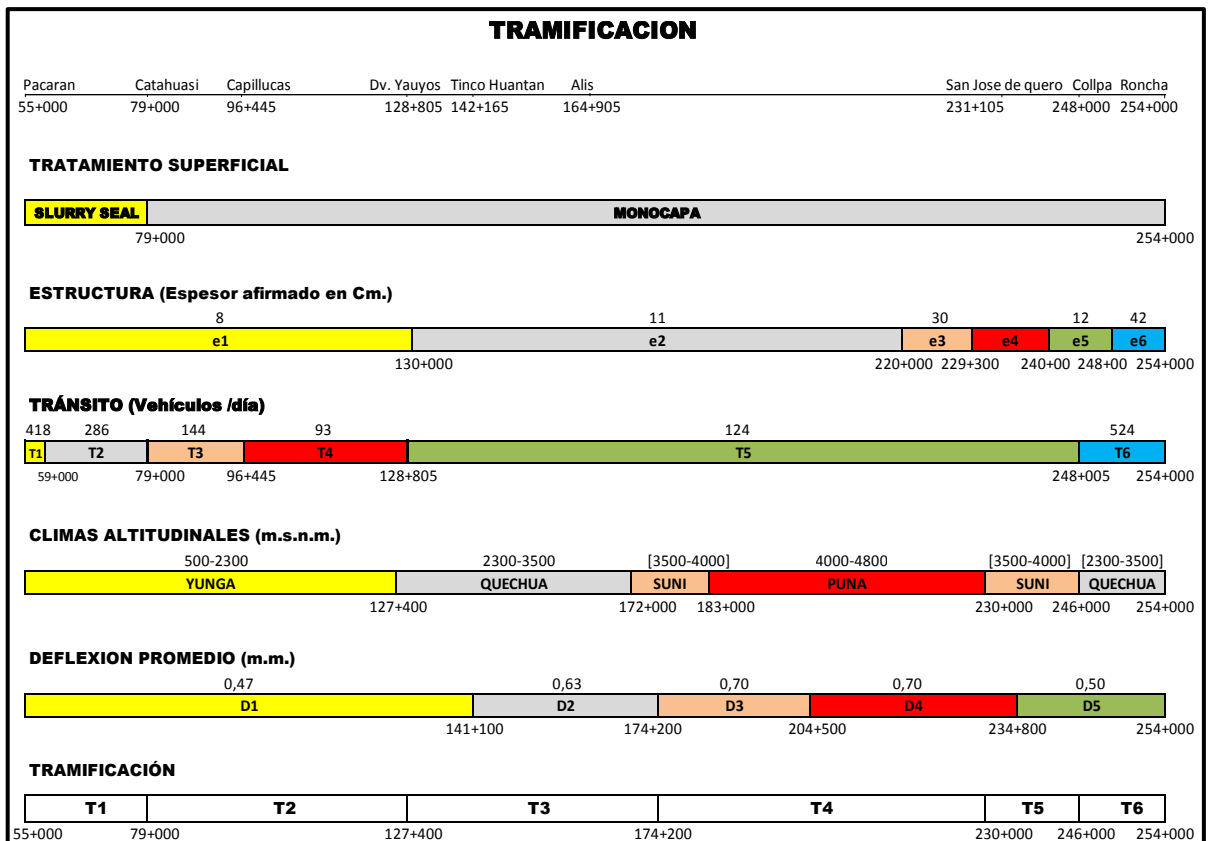 TRAMIFICACION
Pacaran Catahuasi Capillucas Dv. Yauyos Tinco Huantan Alis San Jose de quero Collpa Roncha
55+000 79+000 96+445 128+805 142+165 164+905 231+105 248+000 254+000
TRATAMIENTO SUPERFICIAL
SLURRY SEAL MONOCAPA
79+000 254+000
ESTRUCTURA (Espesor afirmado en Cm.)
8 11 30 12 42
e1 e2 e3 e4 e5 e6
130+000 220+000 229+300 240+00 248+00 254+000
TRÁNSITO (Vehículos /día)
418 286 144 93 124 524
T1 T2 T3 T4 T5 T6
59+000 79+000 96+445 128+805 248+005 254+000
CLIMAS ALTITUDINALES (m.s.n.m.)
500-2300 2300-3500 [3500-4000] 4000-4800 [3500-4000] [2300-3500]
YUNGA QUECHUA SUNI PUNA SUNI QUECHUA
127+400 172+000 183+000 230+000 246+000 254+000
DEFLEXION PROMEDIO (m.m.)
0,47 0,63 0,70 0,70 0,50
D1 D2 D3 D4 D5
141+100 174+200 204+500 234+800 254+000
TRAMIFICACIÓN
T1 T2 T3 T4 T5 T6
55+000 79+000 127+400 174+200 230+000 246+000 254+000